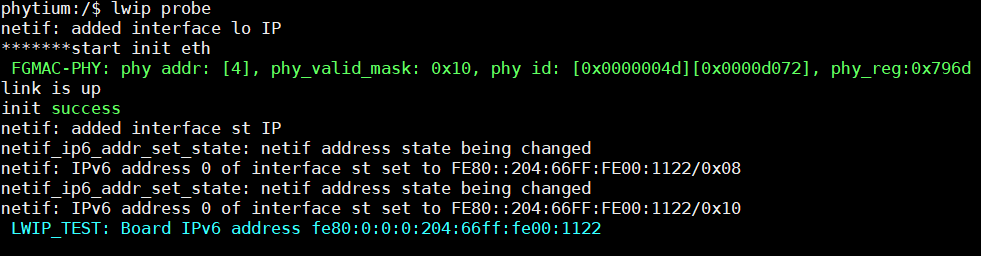 phytium:/$ lwip probe
netif: added interface lo IP
*******start init eth
FGMAC-PHY: phy addr: [4], phy_valid_mask: 0x10, phy id: [0x0000004d][0x0000d072], phy_reg:0x796d
link is up
init success
netif: added interface st IP
netif_ip6_addr_set_state: netif address state being changed
netif: IPv6 address 0 of interface st set to FE80::204:66FF:FE00:1122/0x08
netif_ip6_addr_set_state: netif address state being changed
netif: IPv6 address 0 of interface st set to FE80::204:66FF:FE00:1122/0x10
LWIP_TEST: Board IPv6 address fe80:0:0:0:204:66ff:fe00:1122